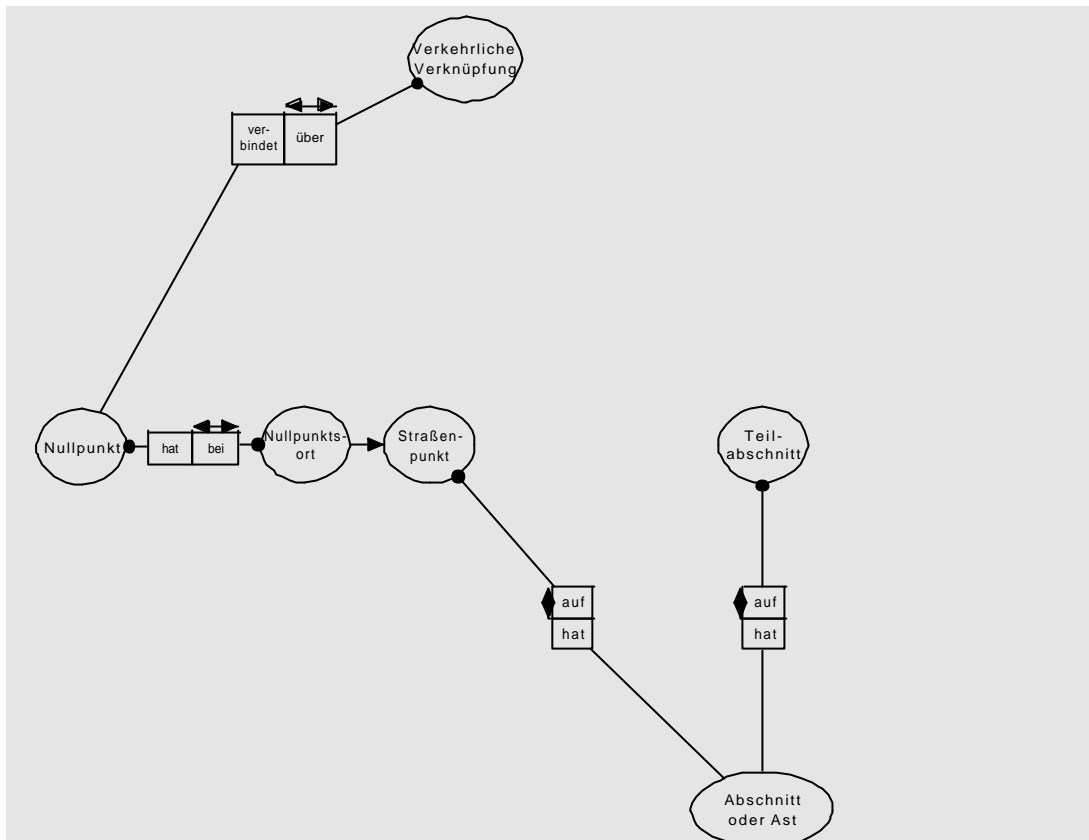 Verkehrliche
Verknüpfung
ver-
bindet
über
Nullpunkt
hat
bei
Nullpunkts-
ort
Straßen-
punkt
Teil-
abschnitt
auf
hat
auf
hat
Abschnitt
oder Ast